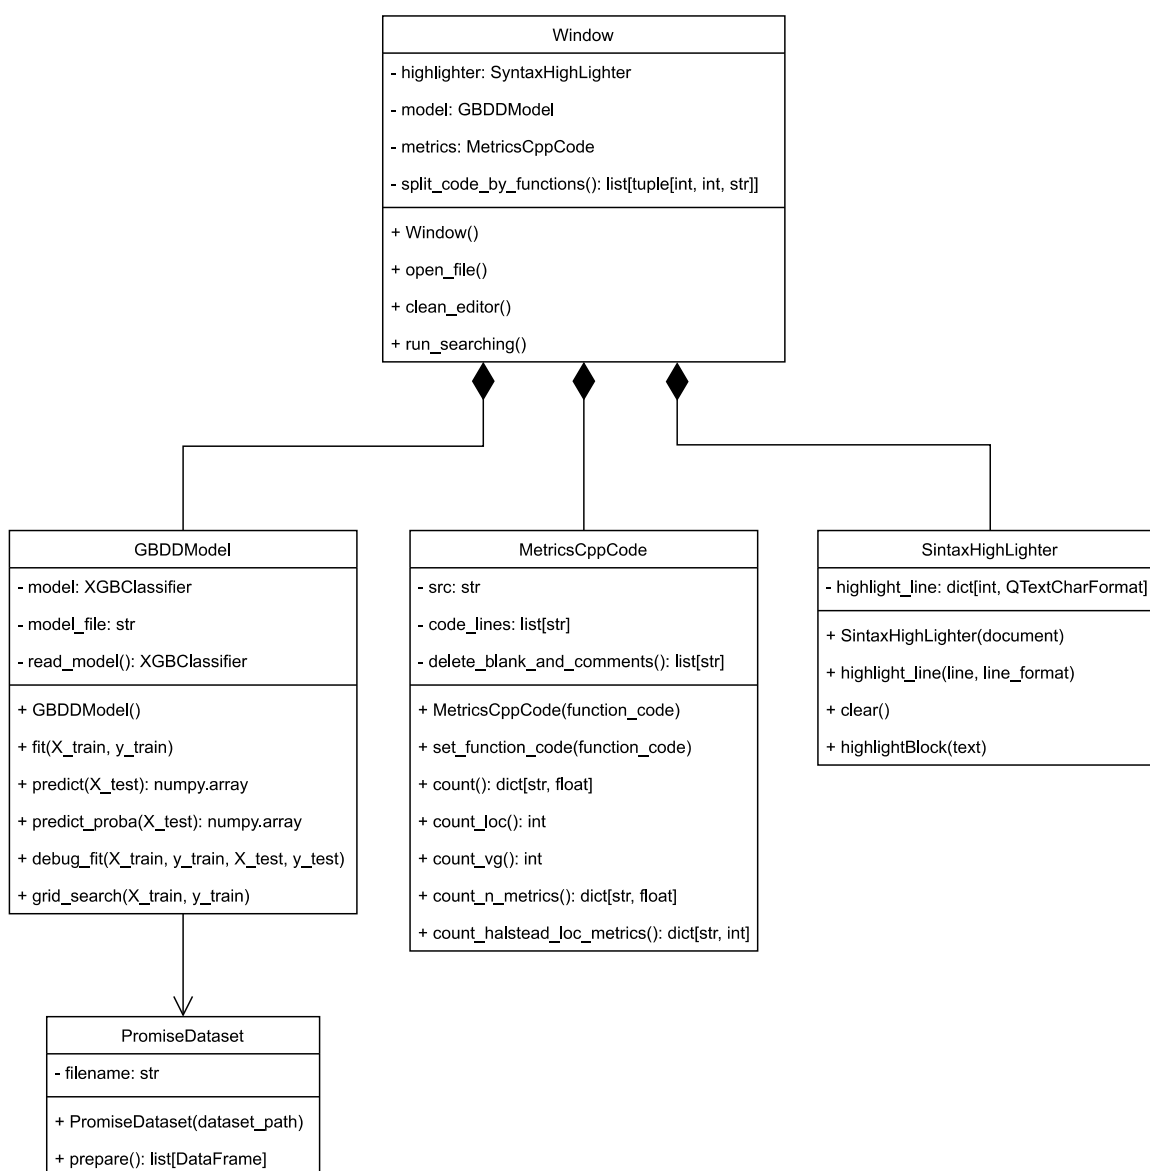 Window
- highlighter: SyntaxHighLighter
- model: GBDDModel
- metrics: MetricsCppCode
- split_code_by_functions(): list[tuple[int, int, str]]
+ Window()
+ open_file()
+ clean_editor()
+ run_searching()
GBDDModel
- model: XGBClassifier
- model_file: str
- read_model(): XGBClassifier
+ GBDDModel()
+ fit(X_train, y_train)
+ predict(X_test): numpy.array
+ predict_proba(X_test): numpy.array
+ debug_fit(X_train, y_train, X_test, y_test)
+ grid_search(X_train, y_train)
MetricsCppCode
- src: str
- code_lines: list[str]
- delete_blank_and_comments(): list[str]
+ MetricsCppCode(function_code)
+ set_function_code(function_code)
+ count(): dict[str, float]
+ count_loc(): int
+ count_vg(): int
+ count_n_metrics(): dict[str, float]
+ count_halstead_loc_metrics(): dict[str, int]
SintaxHighLighter
- highlight_line: dict[int, QTextCharFormat]
+ SintaxHighLighter(document)
+ highlight_line(line, line_format)
+ clear()
+ highlightBlock(text)
PromiseDataset
- filename: str
+ PromiseDataset(dataset_path)
+ prepare(): list[DataFrame]